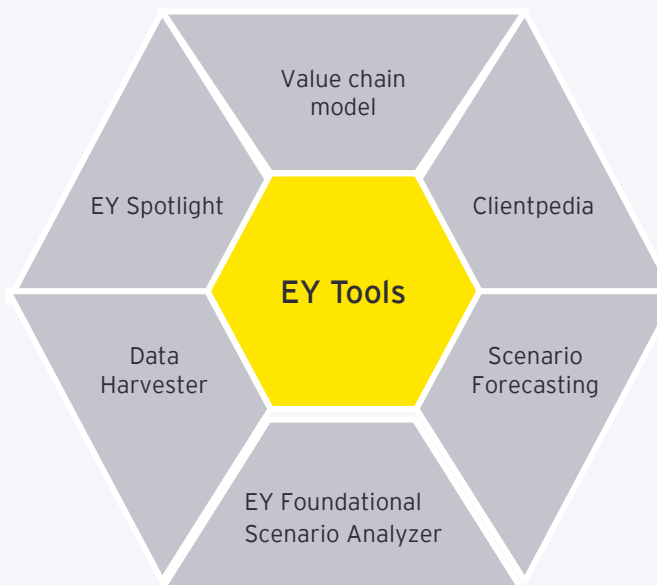 Value chain
model
EY Spotlight
Clientpedia
EY Tools
Data
Harvester
Scenario
Forecasting
EY Foundational
Scenario Analyzer